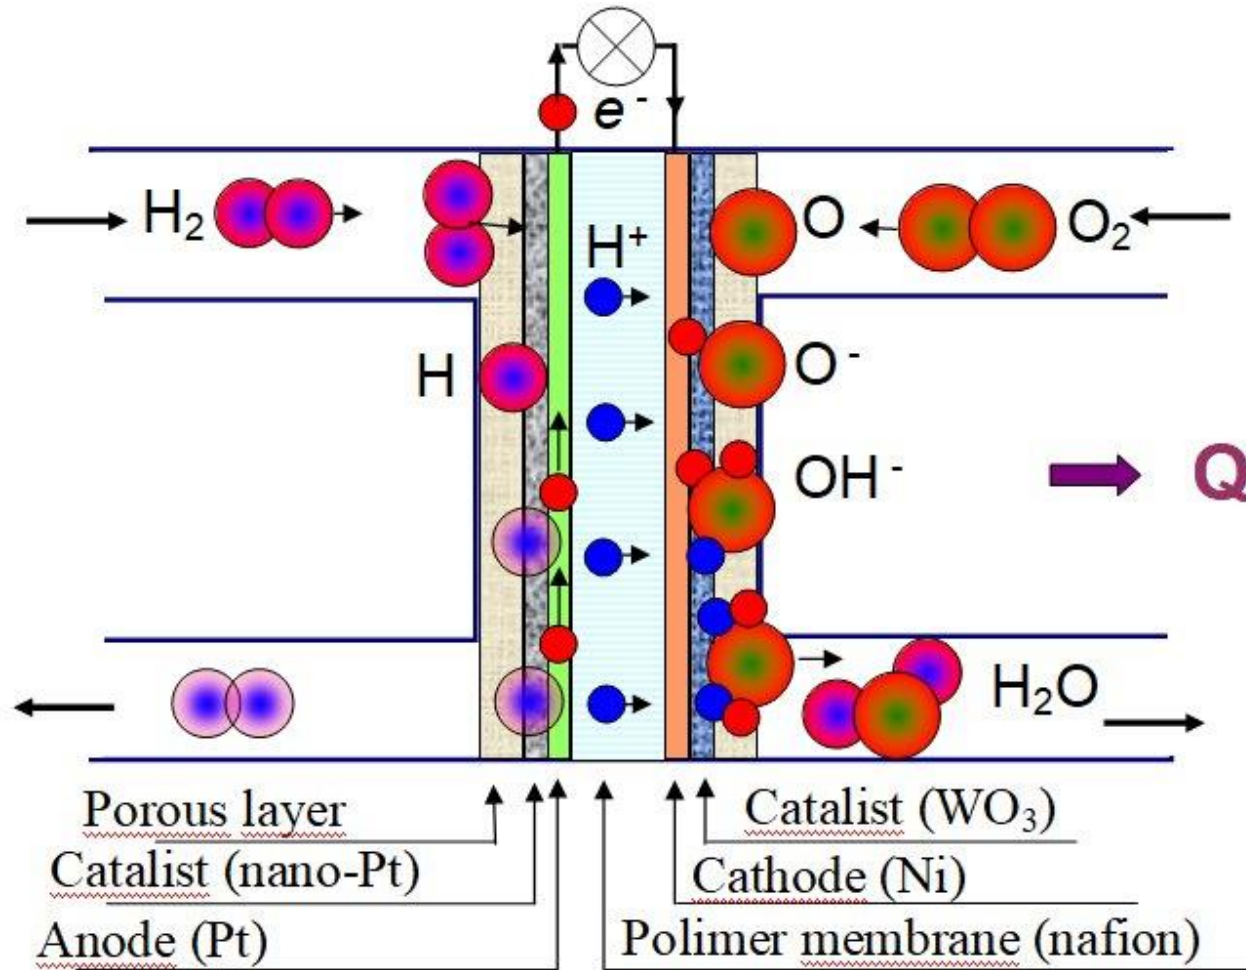 e -
H₂
H⁺
O
O₂
H
O -
OH -
Q
H₂O
Porous layer
Catalist (WO₃)
Catalist (nano-Pt)
Cathode (Ni)
Anode (Pt)
Polimer membrane (nafion)